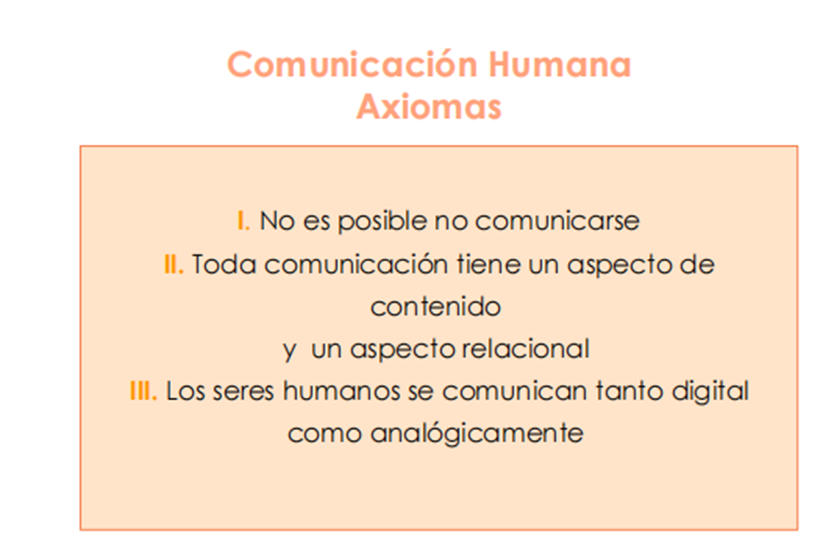 Comunicación Humana
Axiomas
I. No es posible no comunicarse
II. Toda comunicación tiene un aspecto de
contenido
y un aspecto relacional
III. Los seres humanos se comunican tanto digital
como analógicamente